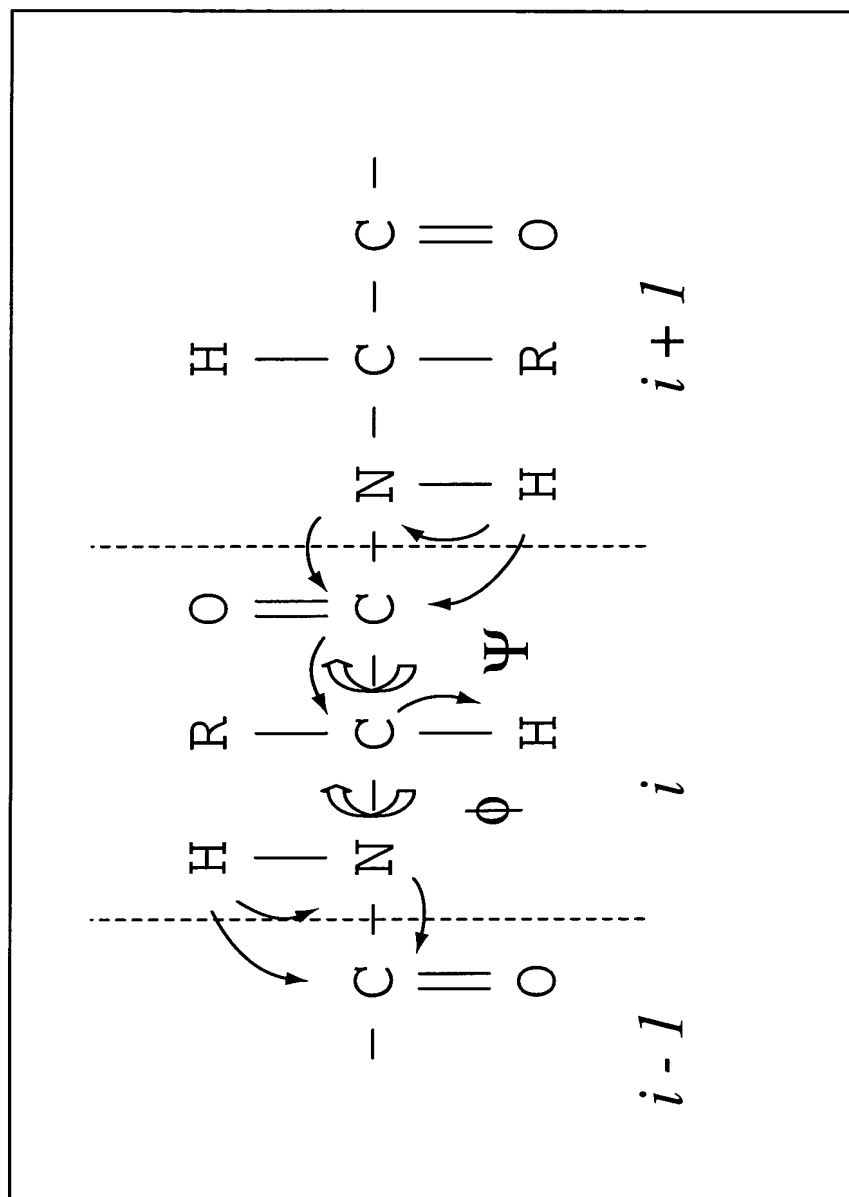 H R O H
– C – N – C – C – N – C – C –
ϕ Ψ
O H H R O
i - 1 i i + 1